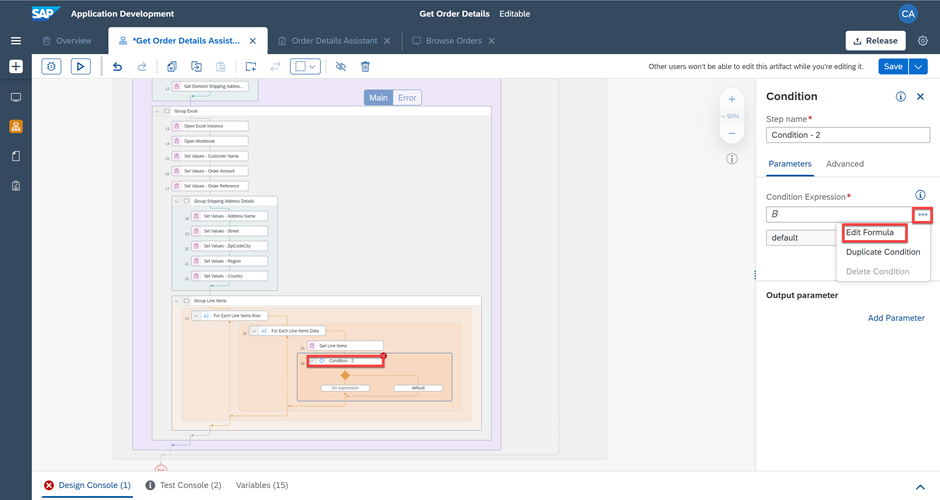 SAP Application Development Get Order Details Editable CA
Overview *Get Order Details Assist... Order Details Assistant Browse Orders Release
Other users won't be able to edit this artifact while you're editing it. Save
12 Get Element Shipping Addres...
Main Error
Group Excel
13 Open Excel Instance
14 Open Workbook
15 Set Values - Customer Name
16 Set Values - Order Amount
17 Set Values - Order Reference
Group Shipping Address Details
18 Set Values - Address Name
19 Set Values - Street
20 Set Values - ZipCodeCity
21 Set Values - Region
22 Set Values - Country
Group Line Items
23 For Each Line Items Row
24 For Each Line Items Data
25 Get Line Items
26 Condition - 2
No expression default
50%
Condition
Step name*
Condition - 2
Parameters Advanced
Condition Expression*
B
default
Edit Formula
Duplicate Condition
Delete Condition
Output parameter
Add Parameter
Design Console (1) Test Console (2) Variables (15)